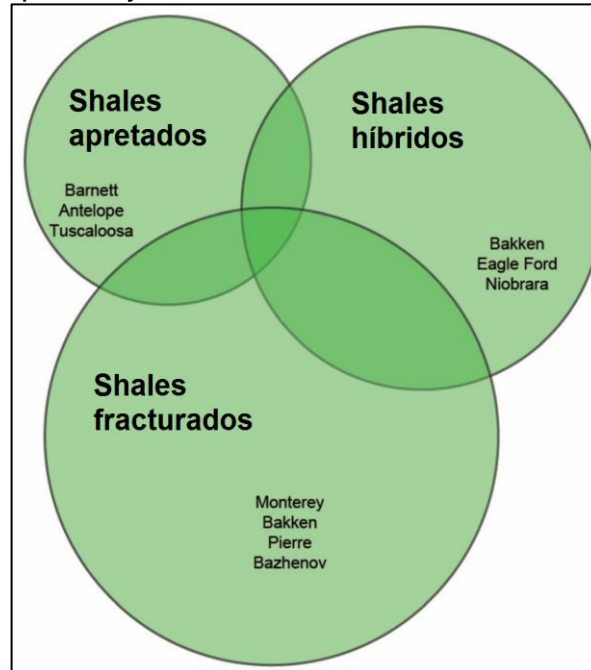 Shales
apretados
Barnett
Antelope
Tuscaloosa
Shales
híbridos
Bakken
Eagle Ford
Niobrara
Shales
fracturados
Monterey
Bakken
Pierre
Bazhenov